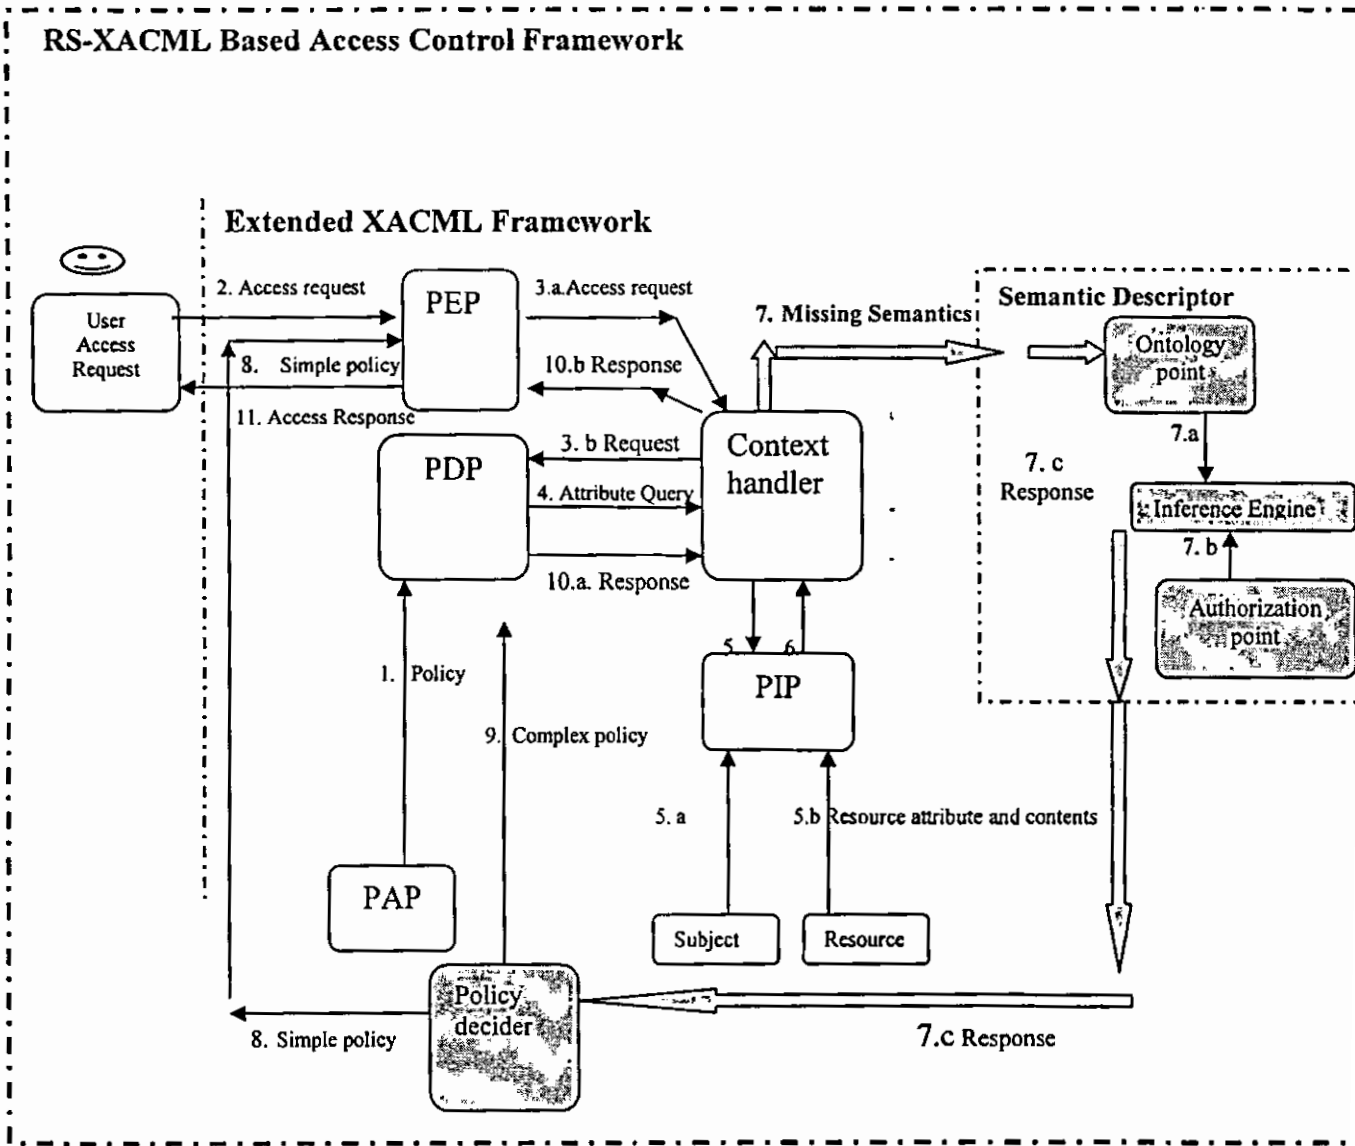 RS-XACML Based Access Control Framework
Extended XACML Framework
2. Access request
PEP
3.a.Access request
User
Access
Request
8. Simple policy
10.b Response
11. Access Response
7. Missing Semantics
Semantic Descriptor
Ontology
point
7.a
7. c
Response
Inference Engine
7. b
Authorization
point
PDP
3. b Request
4. Attribute Query
10.a. Response
Context
handler
5.
6.
PIP
1. Policy
9. Complex policy
5. a
5.b Resource attribute and contents
PAP
Subject
Resource
Policy
decider
8. Simple policy
7.c Response